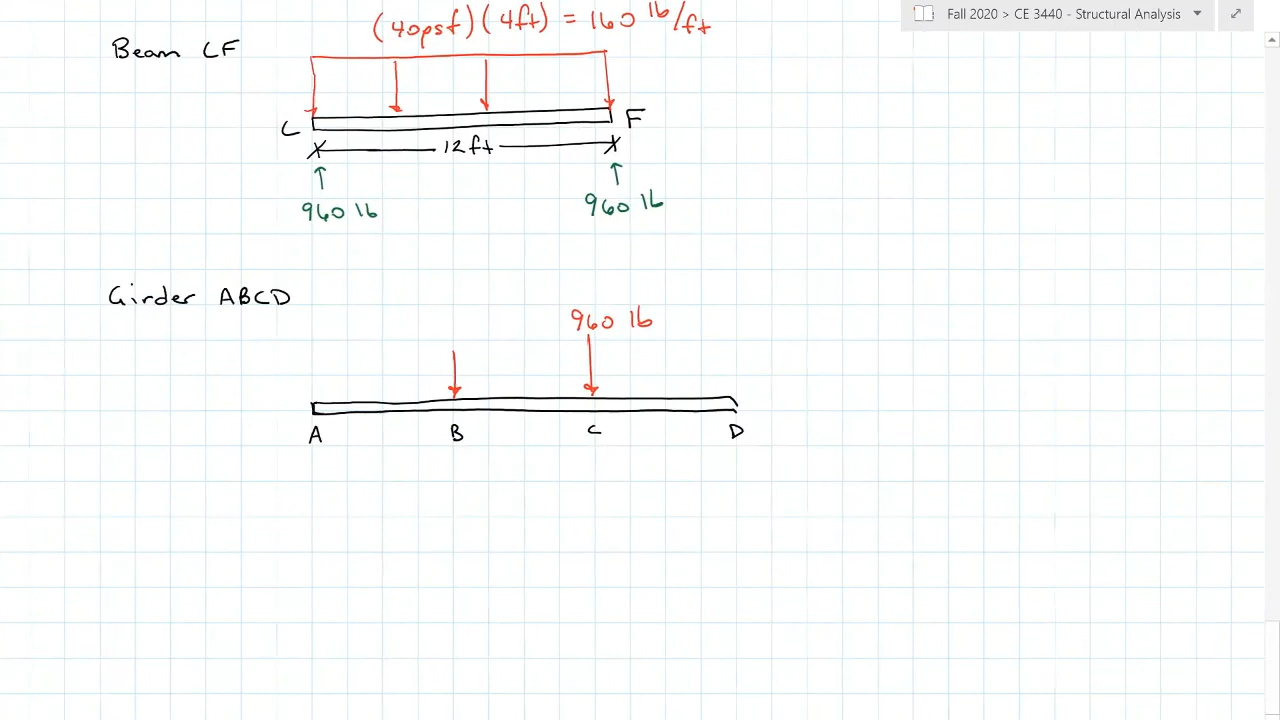 Fall 2020 > CE 3440 - Structural Analysis
(40psf)(4ft) = 160 lb/ft
Beam CF
C F
12ft
960 lb 960 lb
Girder ABCD
960 lb
A B C D